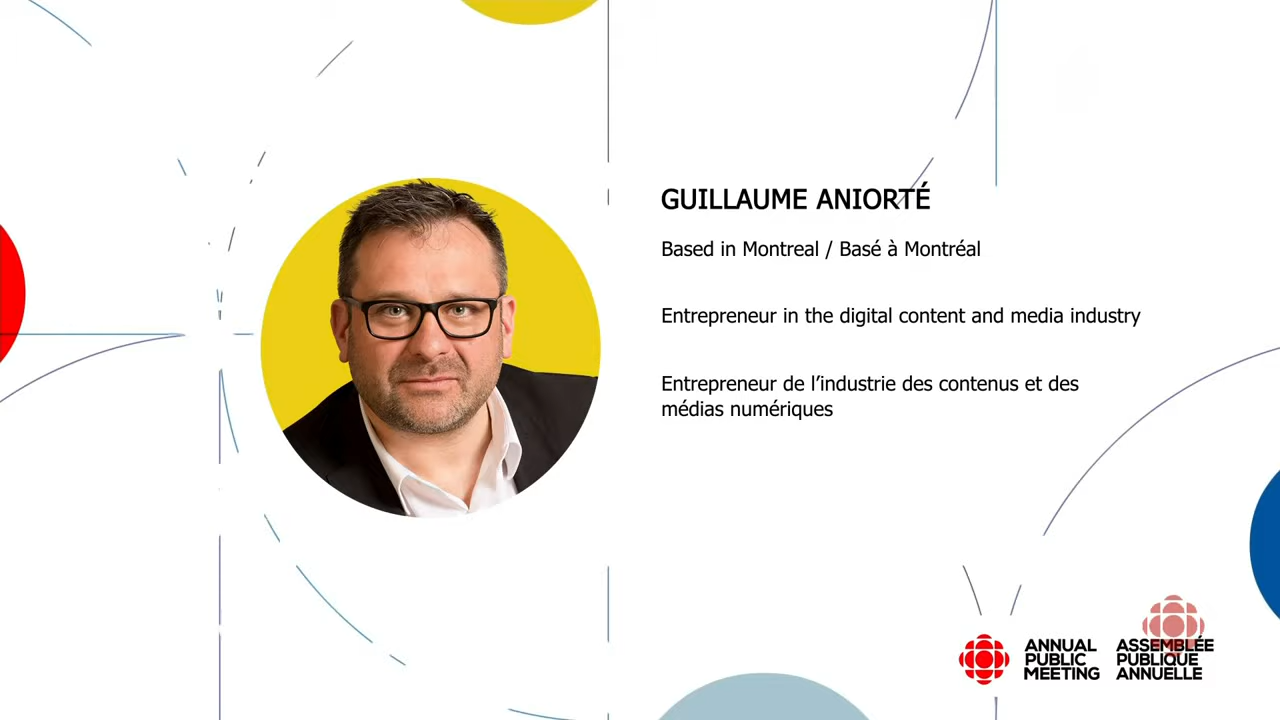 GUILLAUME ANIORTÉ
Based in Montreal / Basé à Montréal
Entrepreneur in the digital content and media industry
Entrepreneur de l’industrie des contenus et des
médias numériques
ANNUAL
PUBLIC
MEETING
ASSEMBLÉE
PUBLIQUE
ANNUELLE